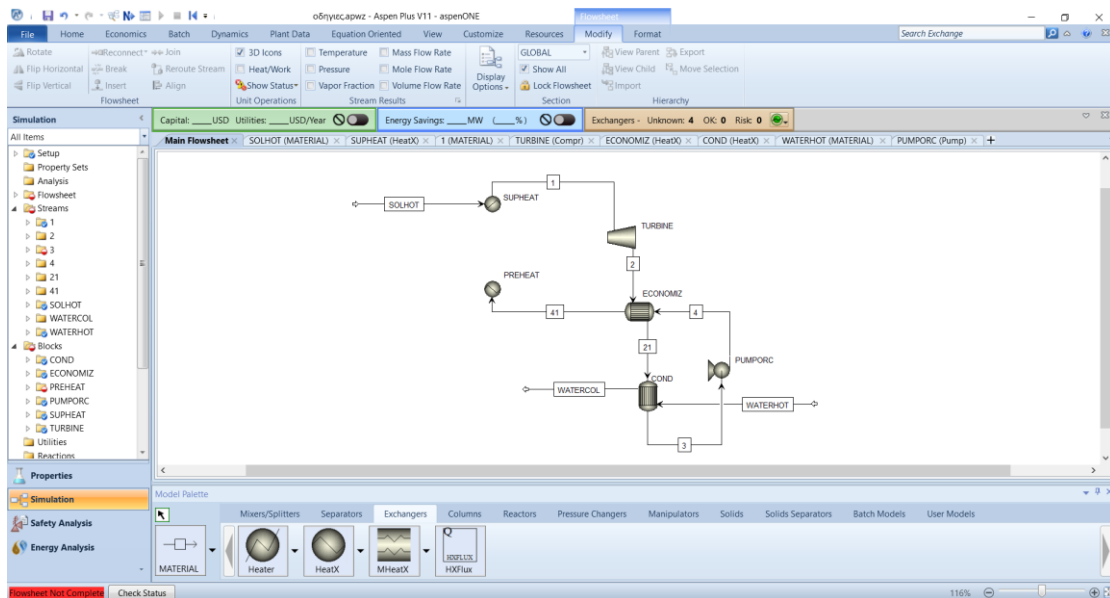 οδηγιες.apwz - Aspen Plus V11 - aspenONE
Flowsheet
File Home Economics Batch Dynamics Plant Data Equation Oriented View Customize Resources Modify Format
Search Exchange
Rotate Reconnect Join
Flip Horizontal Break Reroute Stream
Flip Vertical Insert Align
Flowsheet
3D Icons
Heat/Work
Show Status
Unit Operations
Temperature Mass Flow Rate
Pressure Mole Flow Rate
Vapor Fraction Volume Flow Rate
Stream Results
Display
Options
GLOBAL
Show All
Lock Flowsheet
Section
View Parent Export
View Child Move Selection
Import
Hierarchy
Simulation
Capital: ____USD Utilities: ____USD/Year
Energy Savings: ____MW (____%)
Exchangers - Unknown: 4 OK: 0 Risk: 0
All Items
Main Flowsheet SOLHOT (MATERIAL) SUPHEAT (HeatX) 1 (MATERIAL) TURBINE (Compr) ECONOMIZ (HeatX) COND (HeatX) WATERHOT (MATERIAL) PUMPORC (Pump) +
Setup
Property Sets
Analysis
Flowsheet
Streams
1
2
3
4
21
41
SOLHOT
WATERCOL
WATERHOT
Blocks
COND
ECONOMIZ
PREHEAT
PUMPORC
SUPHEAT
TURBINE
Utilities
Reactions
Properties
Simulation
Safety Analysis
Energy Analysis
1
SOLHOT
SUPHEAT
TURBINE
2
PREHEAT
ECONOMIZ
41
4
21
PUMPORC
COND
WATERCOL
WATERHOT
3
Model Palette
Mixers/Splitters Separators Exchangers Columns Reactors Pressure Changers Manipulators Solids Solids Separators Batch Models User Models
Q
HXFLUX
MATERIAL Heater HeatX MHeatX HXFlux
Flowsheet Not Complete Check Status
116%